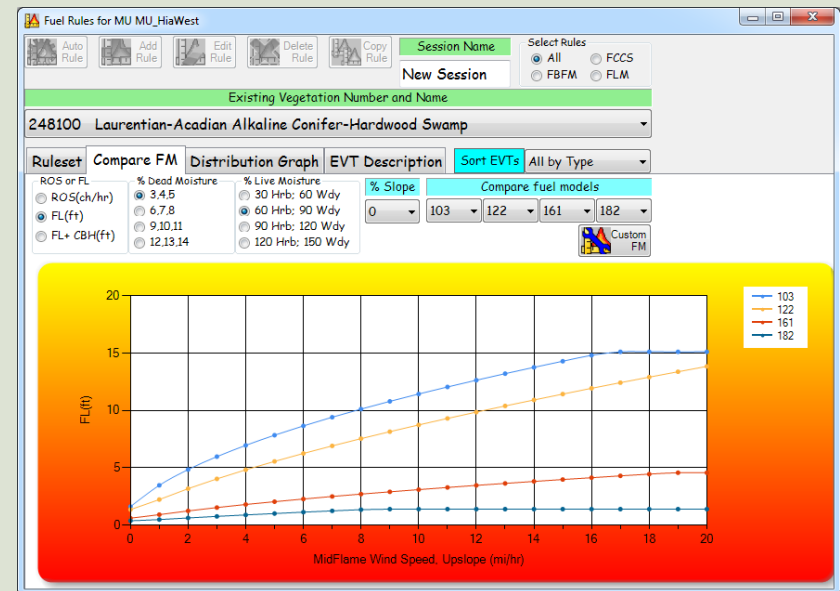 Fuel Rules for MU MU_HiaWest
Auto Rule
Add Rule
Edit Rule
Delete Rule
Copy Rule
Session Name
New Session
Select Rules
All
FCCS
FBFM
FLM
Existing Vegetation Number and Name
248100 Laurentian-Acadian Alkaline Conifer-Hardwood Swamp
Ruleset
Compare FM
Distribution Graph
EVT Description
Sort EVTs
All by Type
ROS or FL
ROS(ch/hr)
FL(ft)
FL+ CBH(ft)
% Dead Moisture
3,4,5
6,7,8
9,10,11
12,13,14
% Live Moisture
30 Hrb; 60 Wdy
60 Hrb; 90 Wdy
90 Hrb; 120 Wdy
120 Hrb; 150 Wdy
% Slope
0
Compare fuel models
103 122 161 182
Custom FM
FL(ft)
20
15
10
5
0
0 2 4 6 8 10 12 14 16 18 20
MidFlame Wind Speed, Upslope (mi/hr)
103
122
161
182